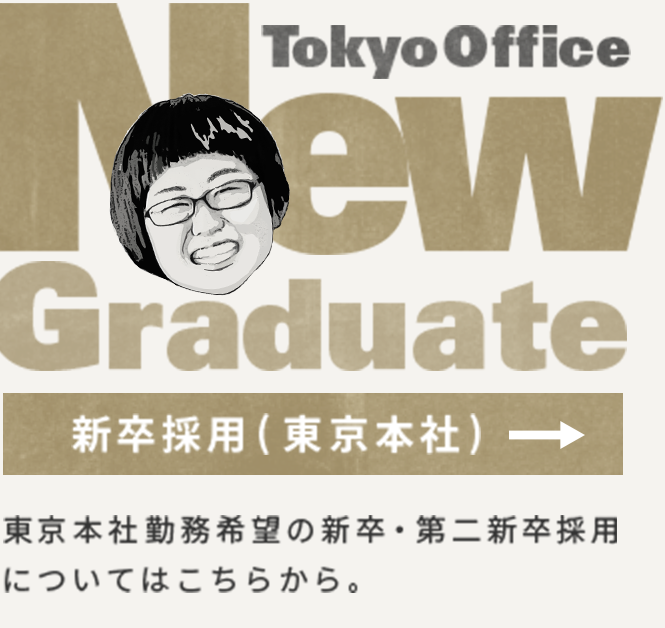 Tokyo Office
New
Graduate
新卒採用(東京本社)
東京本社勤務希望の新卒・第二新卒採用
についてはこちらから。